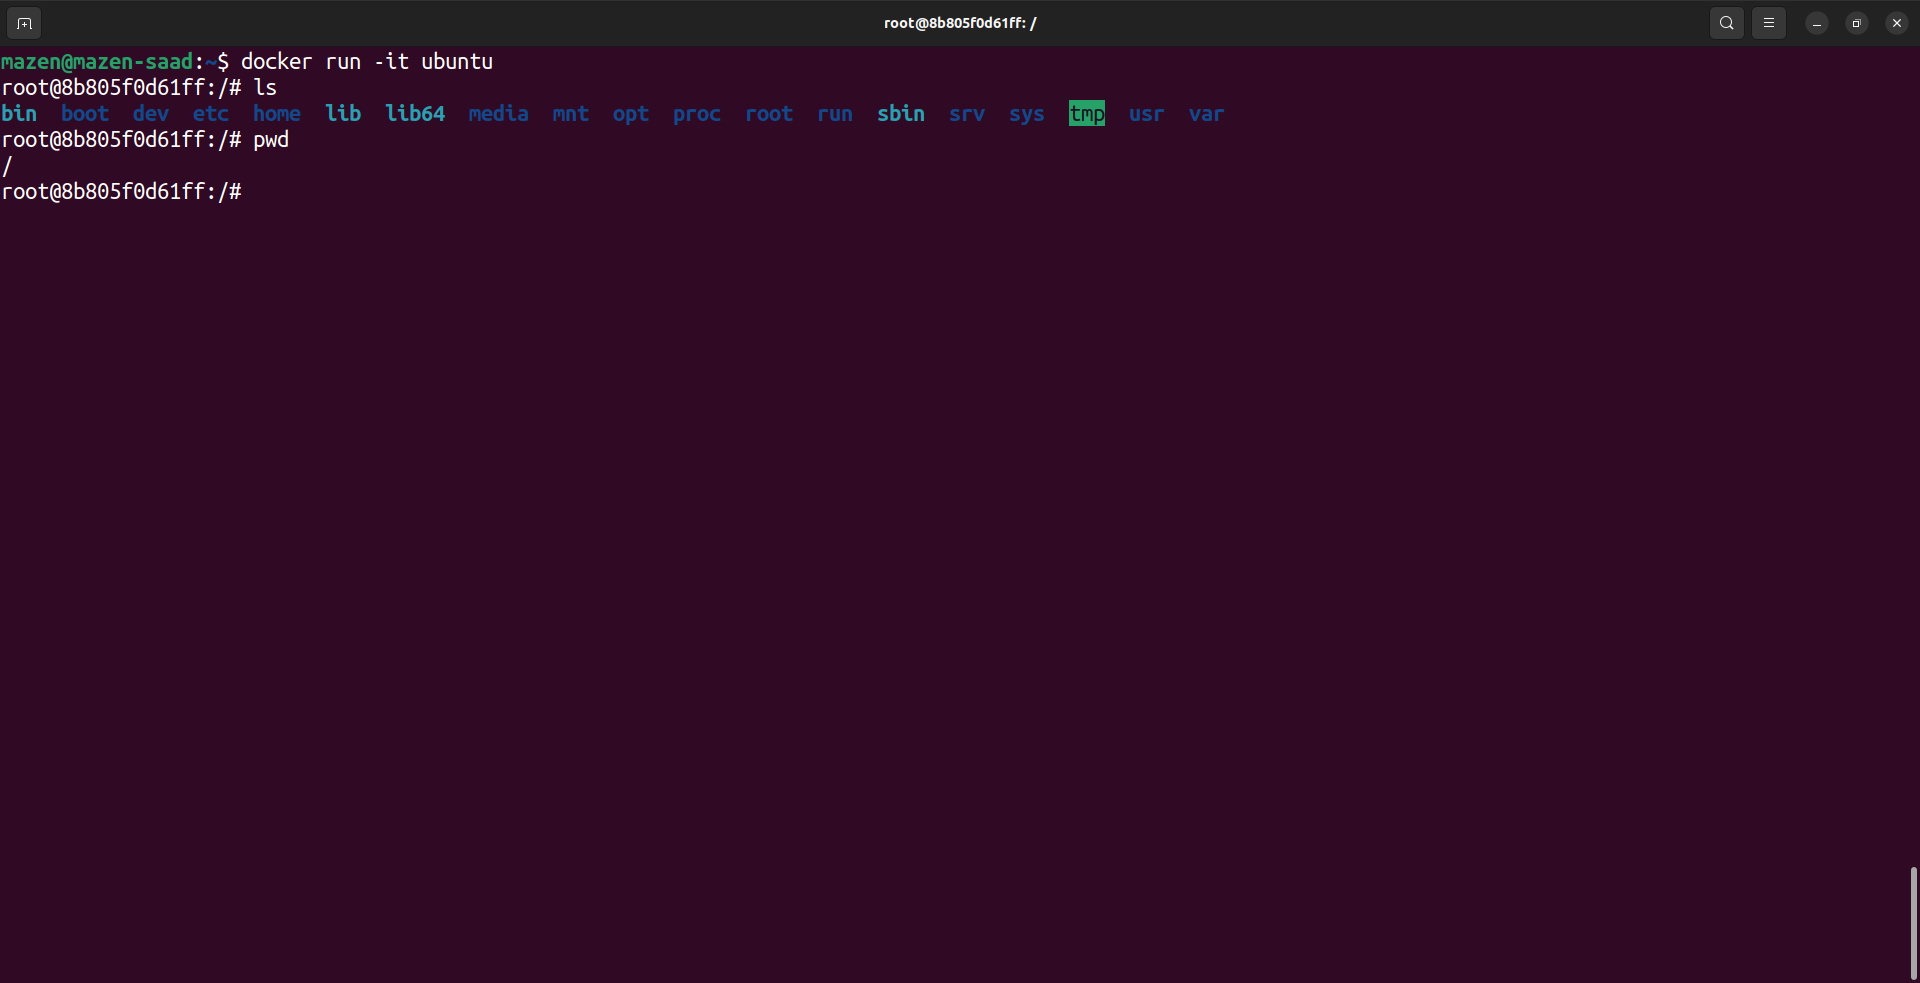 root@8b805f0d61ff: /
mazen@mazen-saad:~$ docker run -it ubuntu
root@8b805f0d61ff:/# ls
bin boot dev etc home lib lib64 media mnt opt proc root run sbin srv sys tmp usr var
root@8b805f0d61ff:/# pwd
/
root@8b805f0d61ff:/#